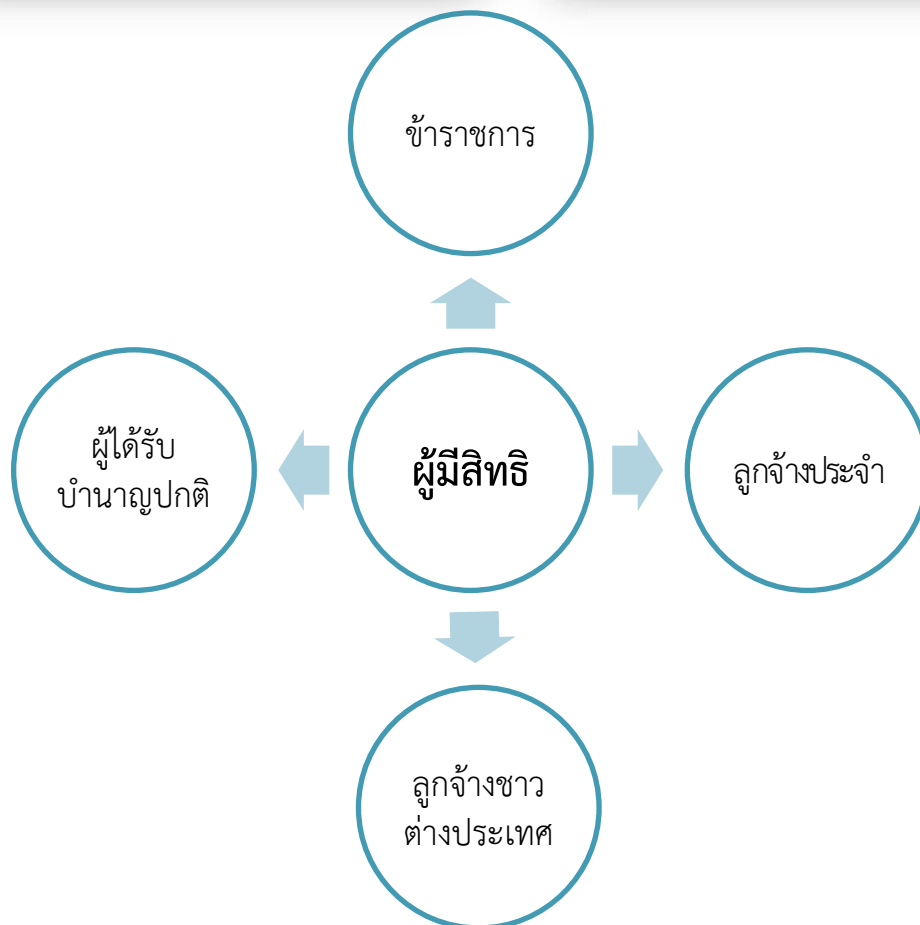 ข้าราชการ
ผู้ได้รับ
บำนาญปกติ
ผู้มีสิทธิ
ลูกจ้างประจำ
ลูกจ้างชาว
ต่างประเทศ